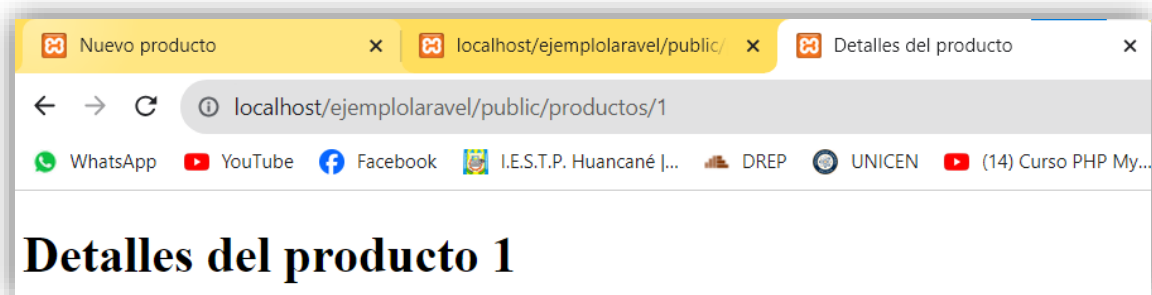 Nuevo producto
localhost/ejemplolaravel/public/
Detalles del producto
localhost/ejemplolaravel/public/productos/1
WhatsApp YouTube Facebook I.E.S.T.P. Huancané |... DREP UNICEN (14) Curso PHP My...
Detalles del producto 1